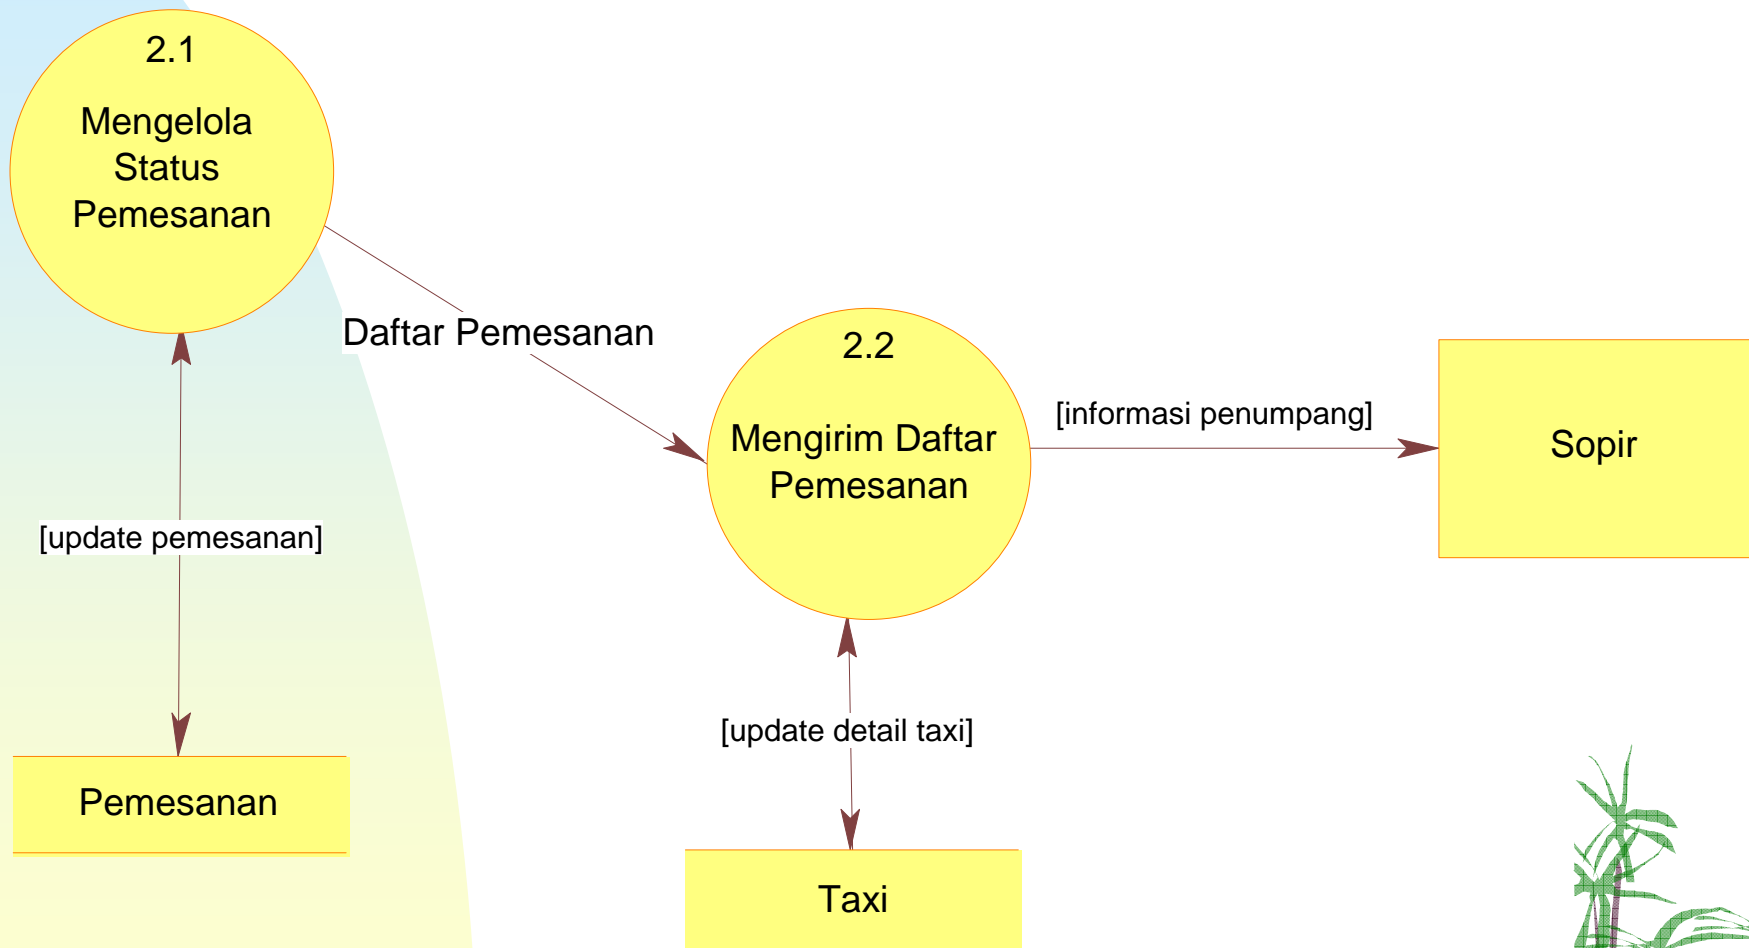 2.1
Mengelola
Status
Pemesanan
Daftar Pemesanan
2.2
Mengirim Daftar
Pemesanan
[informasi penumpang]
Sopir
[update pemesanan]
[update detail taxi]
Pemesanan
Taxi